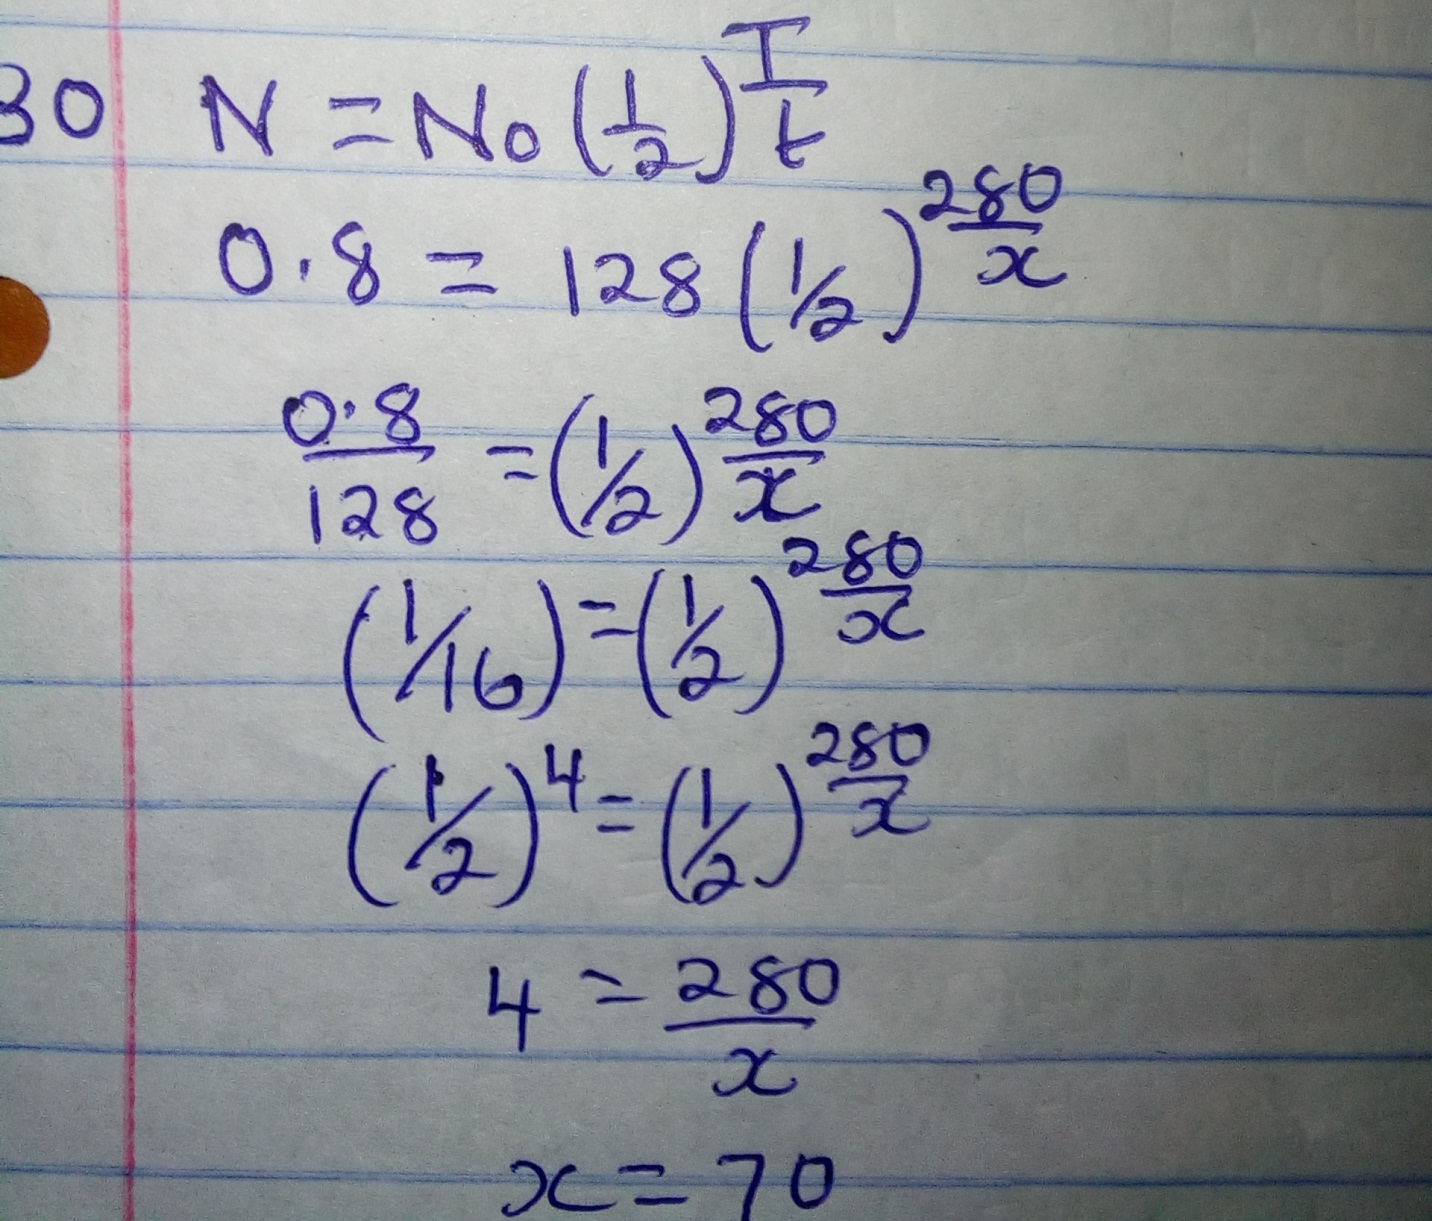 30 N = No (1/2)^T/t
0.8 = 128 (1/2)^280/x
0.8/128 = (1/2)^280/x
(1/16) = (1/2)^280/x
(1/2)^4 = (1/2)^280/x
4 = 280/x
x = 70